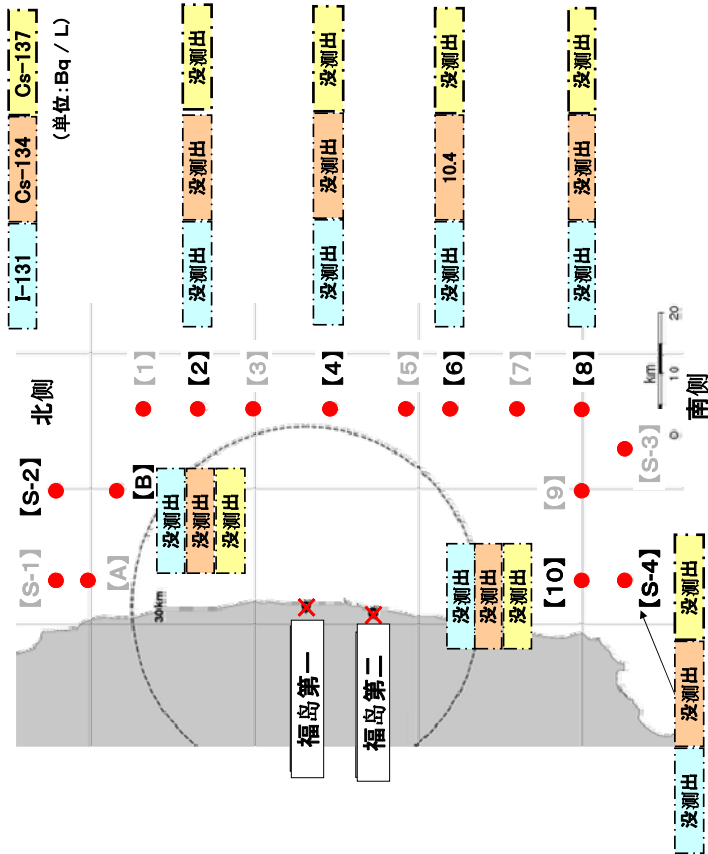 I-131 Cs-134 Cs-137
(单位:Bq / L)
北侧
【S-1】 【S-2】
【A】 【B】
没测出
没测出
没测出
【1】
【2】 没测出 没测出 没测出
【3】
【4】 没测出 没测出 没测出
【5】
【6】 没测出 10.4 没测出
【7】
【8】 没测出 没测出 没测出
30km
福岛第一
福岛第二
没测出
没测出
没测出
【10】 【9】
【S-4】 【S-3】
没测出 没测出 没测出
km
0 10 20
南侧